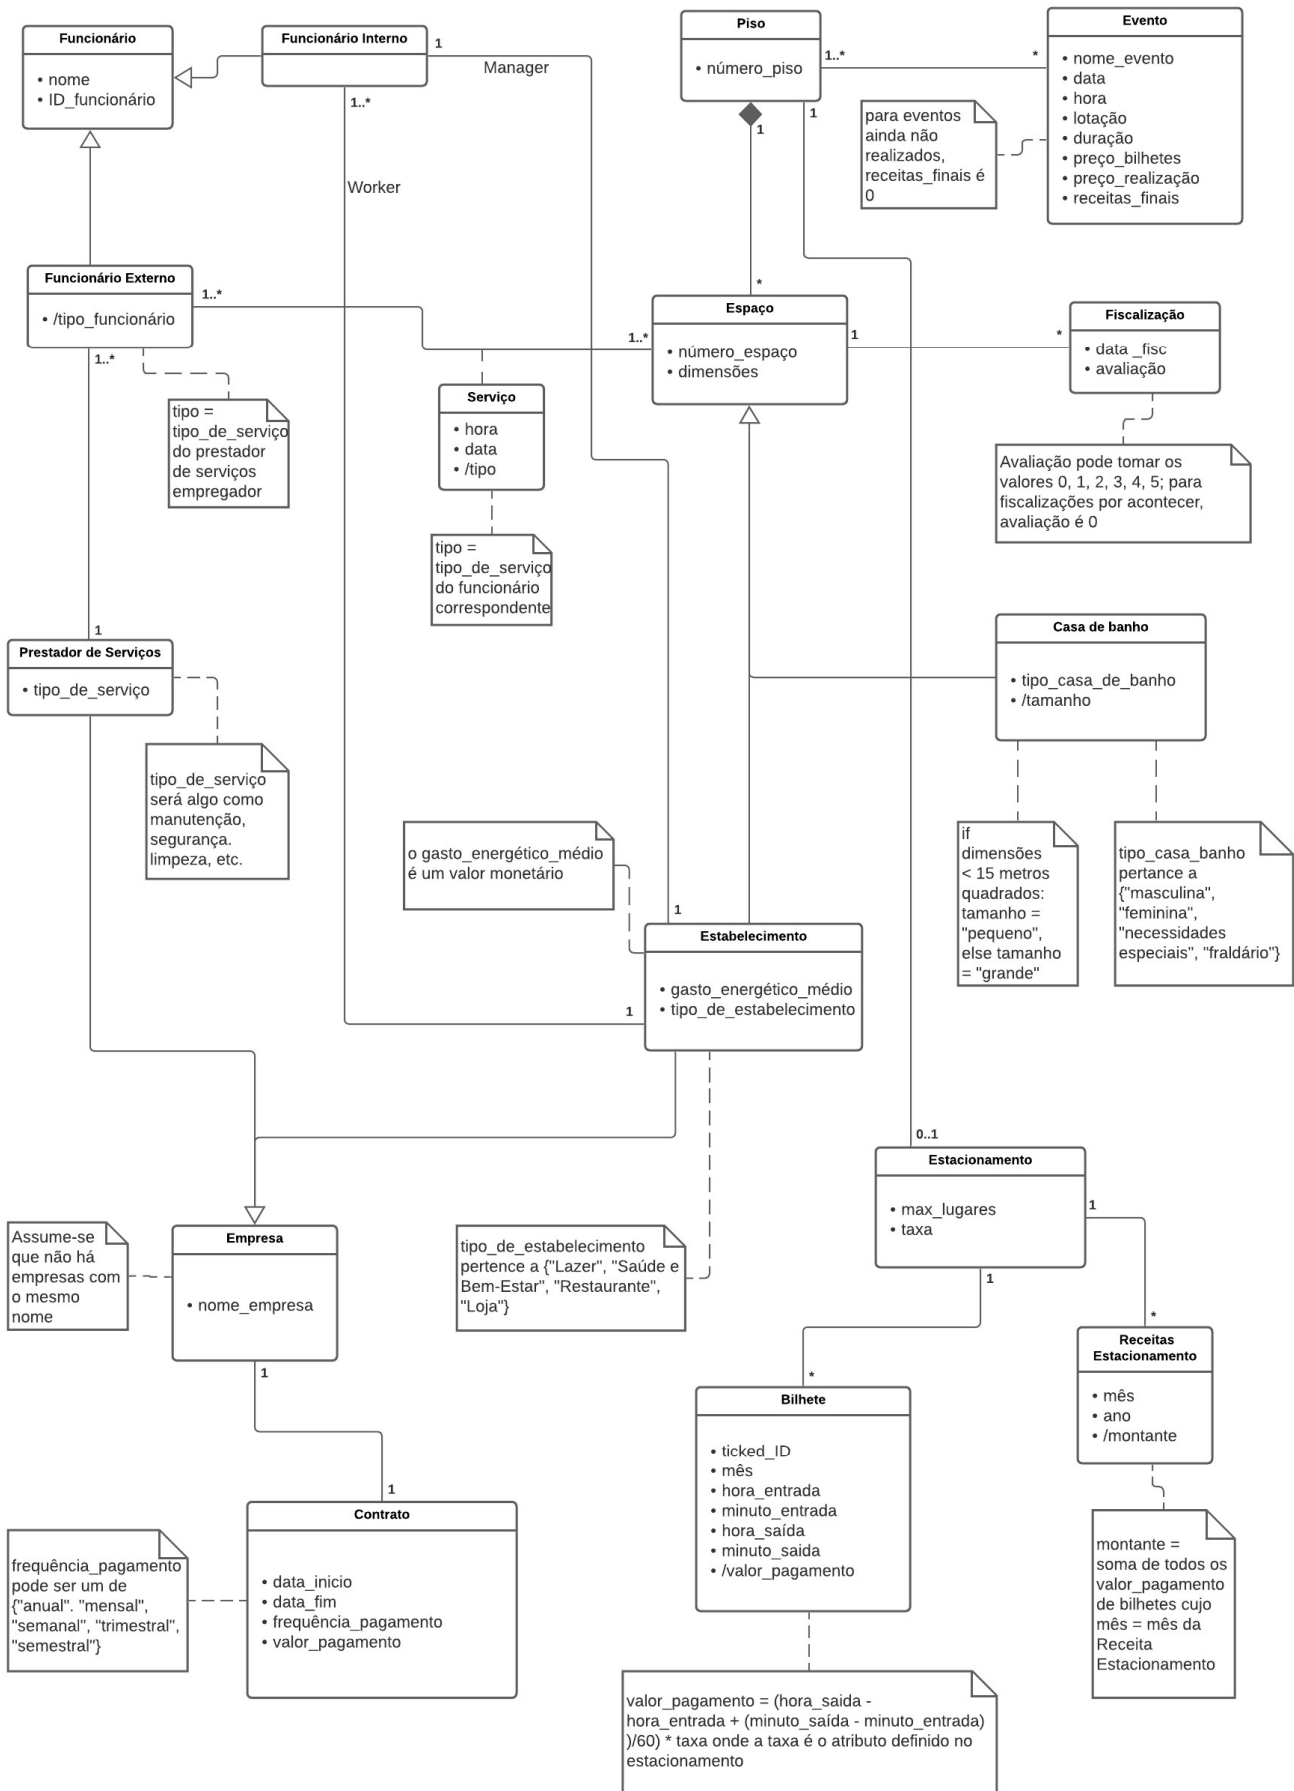 Funcionário
• nome
• ID_funcionário
Funcionário Interno
1
Manager
1..*
Worker
Piso
• número_piso
1..*
*
1
1
Evento
• nome_evento
• data
• hora
• lotação
• duração
• preço_bilhetes
• preço_realização
• receitas_finais
para eventos
ainda não
realizados,
receitas_finais é
0
Funcionário Externo
• /tipo_funcionário
1..*
1..*
1..*
*
Espaço
• número_espaço
• dimensões
1
*
Fiscalização
• data _fisc
• avaliação
tipo =
tipo_de_serviço
do prestador
de serviços
empregador
Serviço
• hora
• data
• /tipo
tipo =
tipo_de_serviço
do funcionário
correspondente
Avaliação pode tomar os
valores 0, 1, 2, 3, 4, 5; para
fiscalizações por acontecer,
avaliação é 0
1
Prestador de Serviços
• tipo_de_serviço
tipo_de_serviço
será algo como
manutenção,
segurança.
limpeza, etc.
Casa de banho
• tipo_casa_de_banho
• /tamanho
if
dimensões
< 15 metros
quadrados:
tamanho =
"pequeno",
else tamanho
= "grande"
tipo_casa_banho
pertance a
{"masculina",
"feminina",
"necessidades
especiais", "fraldário"}
o gasto_energético_médio
é um valor monetário
1
1
Estabelecimento
• gasto_energético_médio
• tipo_de_estabelecimento
tipo_de_estabelecimento
pertence a {"Lazer", "Saúde e
Bem-Estar", "Restaurante",
"Loja"}
0..1
Estacionamento
• max_lugares
• taxa
1
1
Assume-se
que não há
empresas com
o mesmo
nome
Empresa
• nome_empresa
1
1
*
Bilhete
• ticked_ID
• mês
• hora_entrada
• minuto_entrada
• hora_saída
• minuto_saida
• /valor_pagamento
*
Receitas
Estacionamento
• mês
• ano
• /montante
Contrato
• data_inicio
• data_fim
• frequência_pagamento
• valor_pagamento
frequência_pagamento
pode ser um de
{"anual". "mensal",
"semanal", "trimestral",
"semestral"}
montante =
soma de todos os
valor_pagamento
de bilhetes cujo
mês = mês da
Receita
Estacionamento
valor_pagamento = (hora_saida -
hora_entrada + (minuto_saída - minuto_entrada)
)/60) * taxa onde a taxa é o atributo definido no
estacionamento